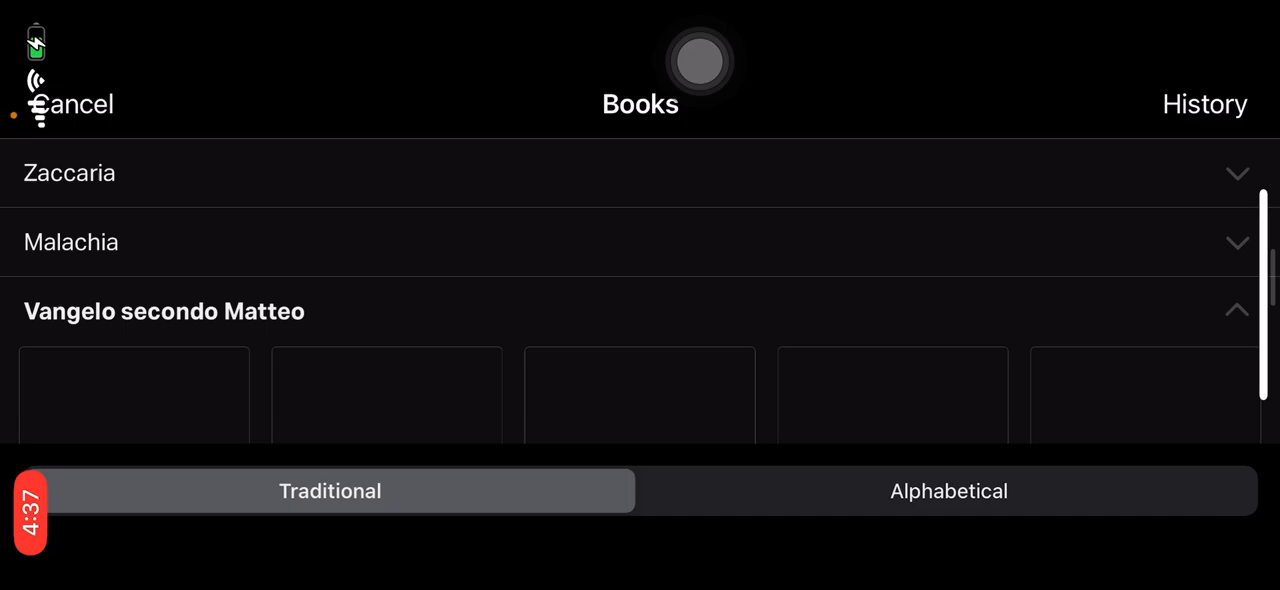 Cancel
Books
History
Zaccaria
Malachia
Vangelo secondo Matteo
Traditional
Alphabetical
4:37